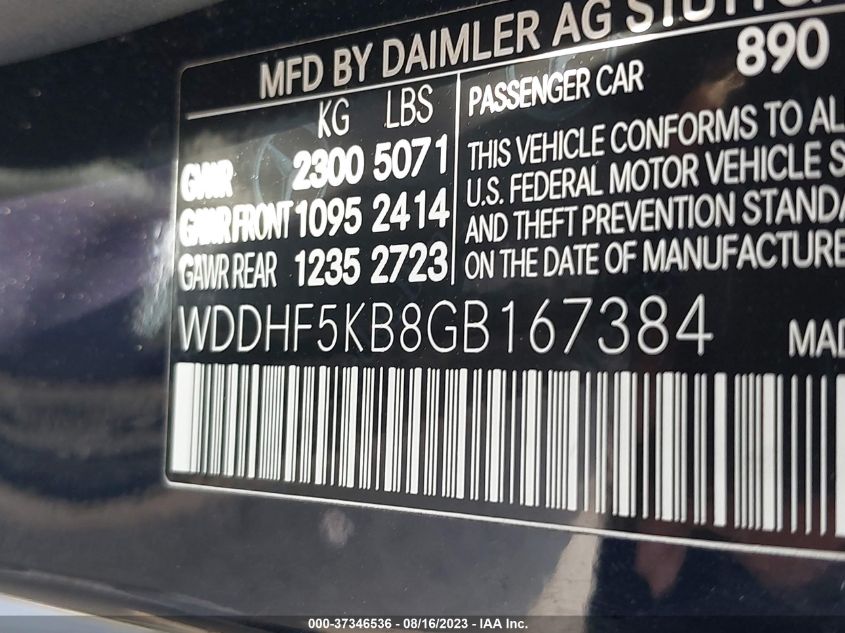 MFD BY DAIMLER AG
890
KG LBS
PASSENGER CAR
GVWR 2300 5071
GAWR FRONT 1095 2414
GAWR REAR 1235 2723
THIS VEHICLE CONFORMS TO
U.S. FEDERAL MOTOR VEHICLE
AND THEFT PREVENTION
ON THE DATE OF MANUFACTURE
WDDHF5KB8GB167384
000-37346536 - 08/16/2023 - IAA Inc.